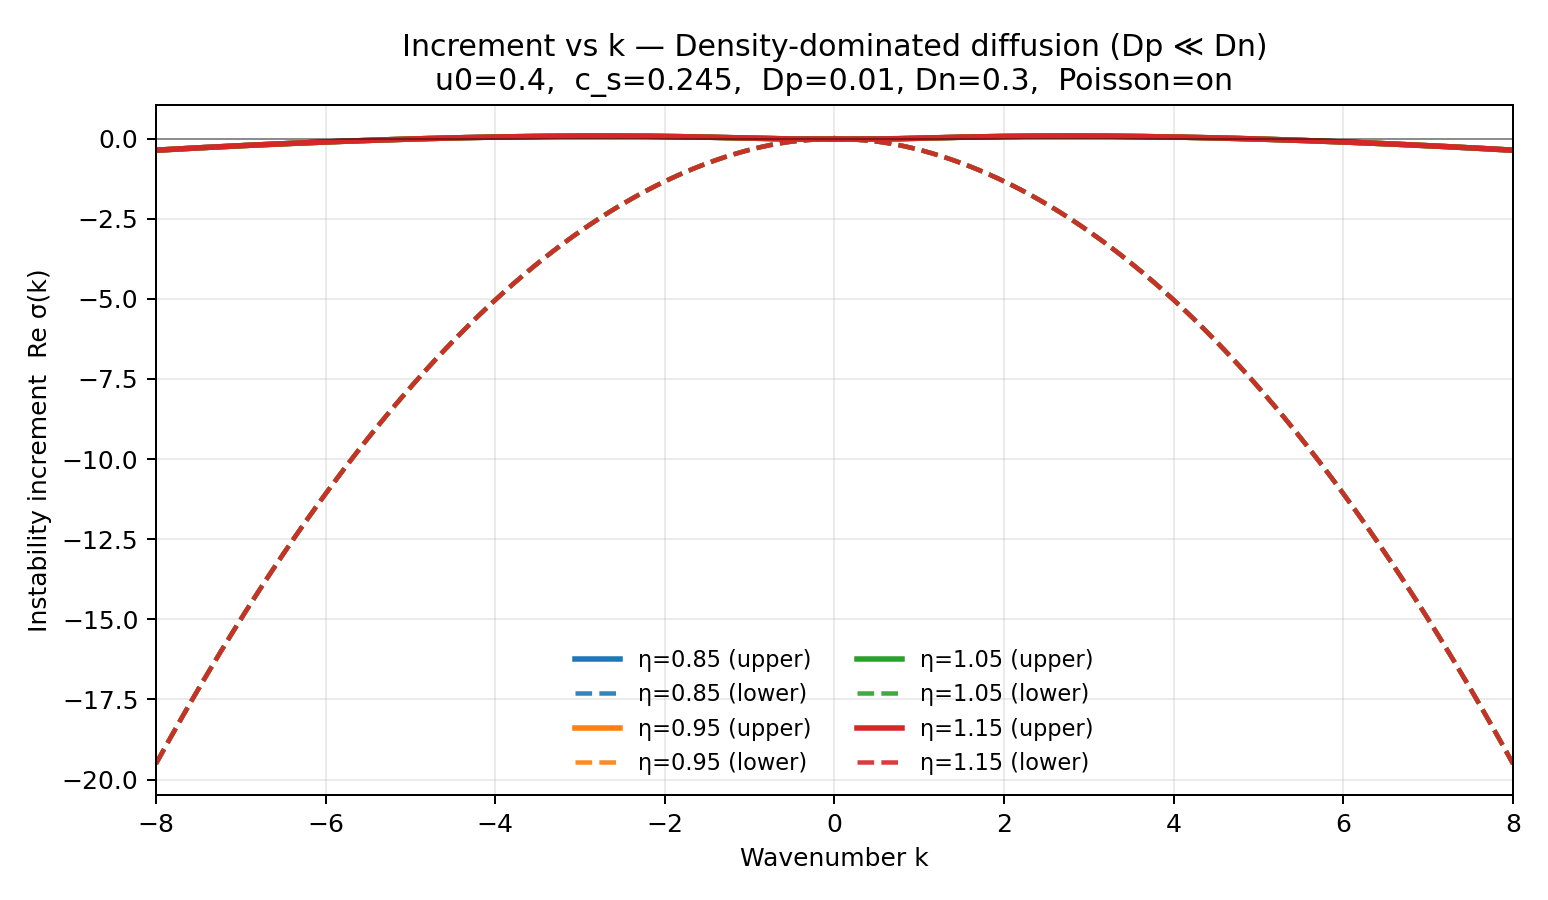 Increment vs k — Density-dominated diffusion (Dp ≪ Dn)
u0=0.4,  c_s=0.245,  Dp=0.01, Dn=0.3,  Poisson=on
Instability increment  Re σ(k)
0.0
−2.5
−5.0
−7.5
−10.0
−12.5
−15.0
−17.5
−20.0
η=0.85 (upper)
η=0.85 (lower)
η=0.95 (upper)
η=0.95 (lower)
η=1.05 (upper)
η=1.05 (lower)
η=1.15 (upper)
η=1.15 (lower)
−8 −6 −4 −2 0 2 4 6 8
Wavenumber k